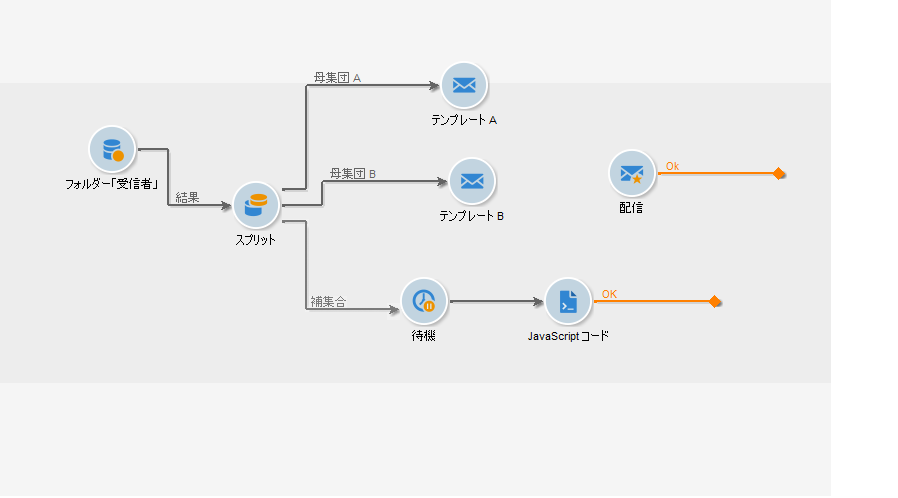 母集団 A
テンプレート A
フォルダー「受信者」
結果
スプリット
母集団 B
テンプレート B
Ok
配信
補集合
待機
OK
JavaScript コード